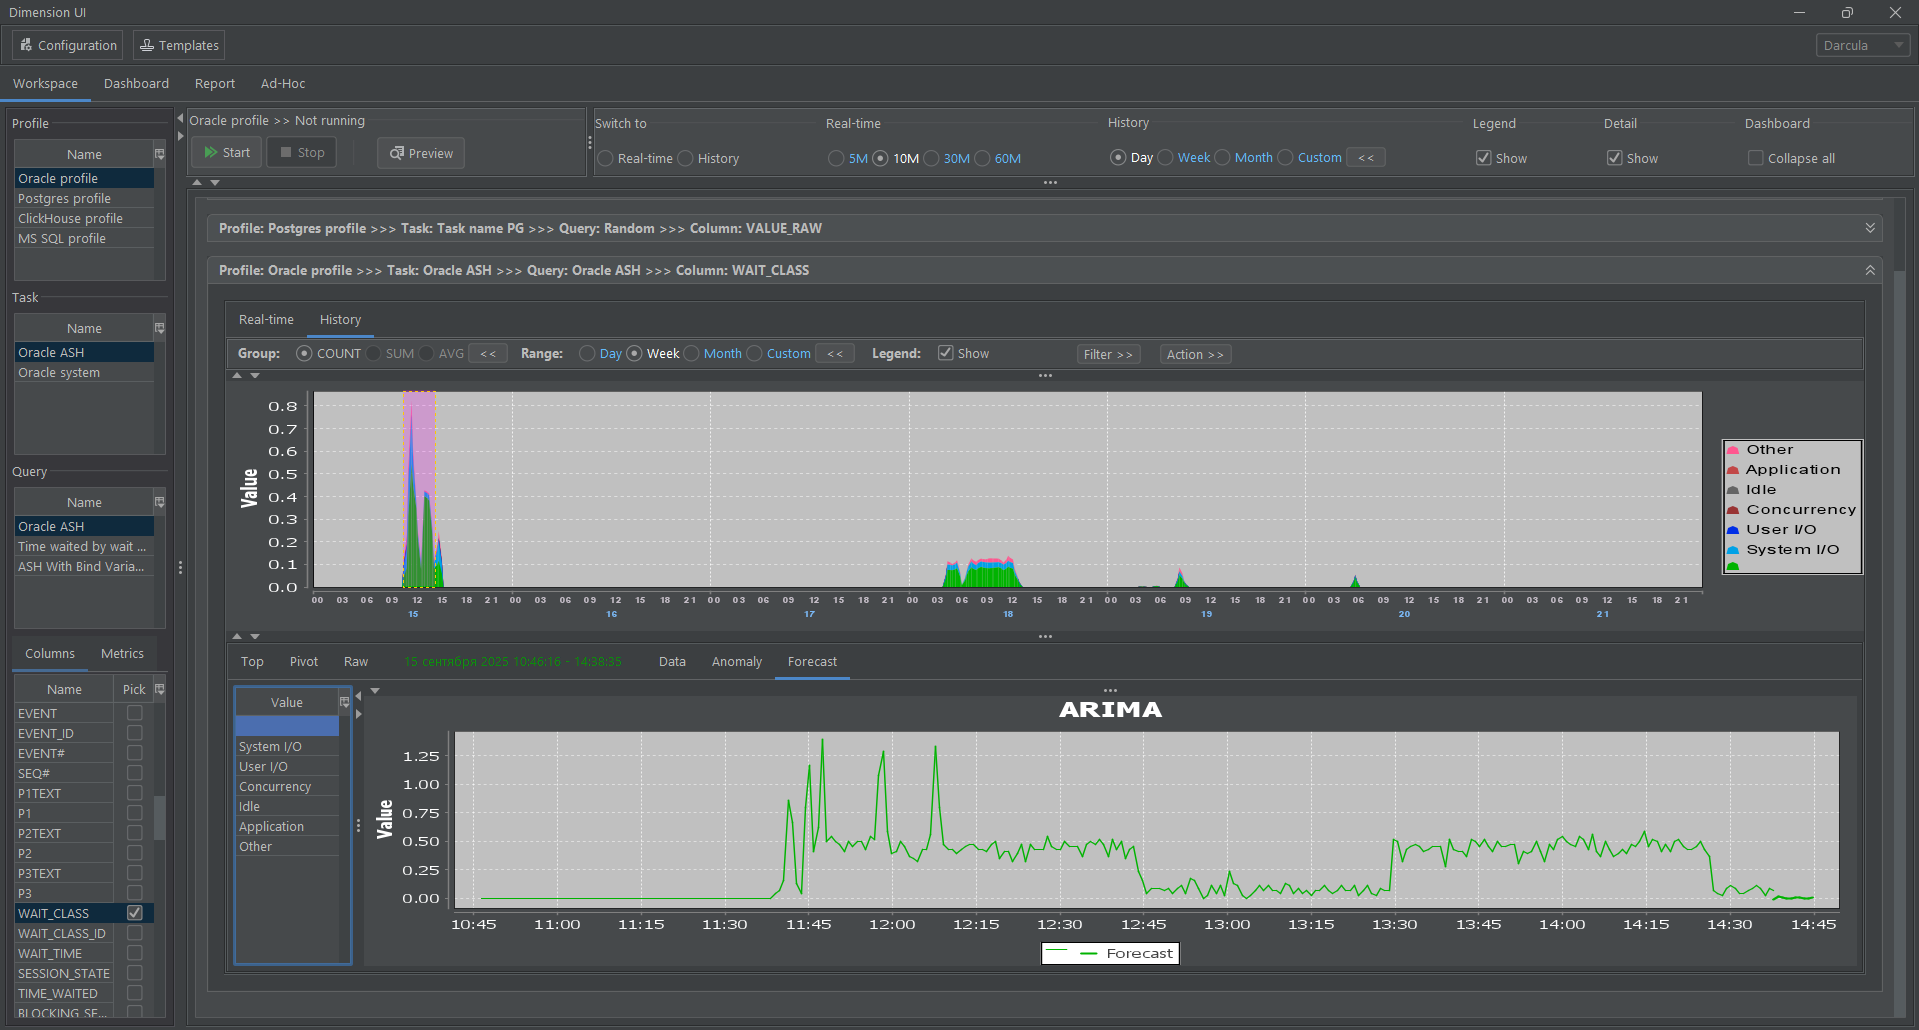 Dimension UI
Configuration Templates Darcula
Workspace Dashboard Report Ad-Hoc
Profile
Name
Oracle profile
Postgres profile
ClickHouse profile
MS SQL profile
Task
Name
Oracle ASH
Oracle system
Query
Name
Oracle ASH
Time waited by wait ...
ASH With Bind Varia...
Columns Metrics
Name Pick
EVENT
EVENT_ID
EVENT#
SEQ#
P1TEXT
P1
P2TEXT
P2
P3TEXT
P3
WAIT_CLASS
WAIT_CLASS_ID
WAIT_TIME
SESSION_STATE
TIME_WAITED
BLOCKING_SE...
Oracle profile >> Not running
Start Stop Preview
Switch to
Real-time History
Real-time
5M 10M 30M 60M
History
Day Week Month Custom <<
Legend
Show
Detail
Show
Dashboard
Collapse all
Profile: Postgres profile >>> Task: Task name PG >>> Query: Random >>> Column: VALUE_RAW
Profile: Oracle profile >>> Task: Oracle ASH >>> Query: Oracle ASH >>> Column: WAIT_CLASS
Real-time History
Group: COUNT SUM AVG << Range: Day Week Month Custom << Legend: Show Filter >> Action >>
Value
0.8
0.7
0.6
0.5
0.4
0.3
0.2
0.1
0.0
00 03 06 09 12 15 18 21 00 03 06 09 12 15 18 21 00 03 06 09 12 15 18 21 00 03 06 09 12 15 18 21 00 03 06 09 12 15 18 21 00 03 06 09 12 15 18 21 00 03 06 09 12 15 18 21
15 16 17 18 19 20 21
Other
Application
Idle
Concurrency
User I/O
System I/O
Top Pivot Raw 15 сентября 2025 10:46:16 - 14:38:35 Data Anomaly Forecast
Value
System I/O
User I/O
Concurrency
Idle
Application
Other
ARIMA
Value
1.25
1.00
0.75
0.50
0.25
0.00
10:45 11:00 11:15 11:30 11:45 12:00 12:15 12:30 12:45 13:00 13:15 13:30 13:45 14:00 14:15 14:30 14:45
Forecast